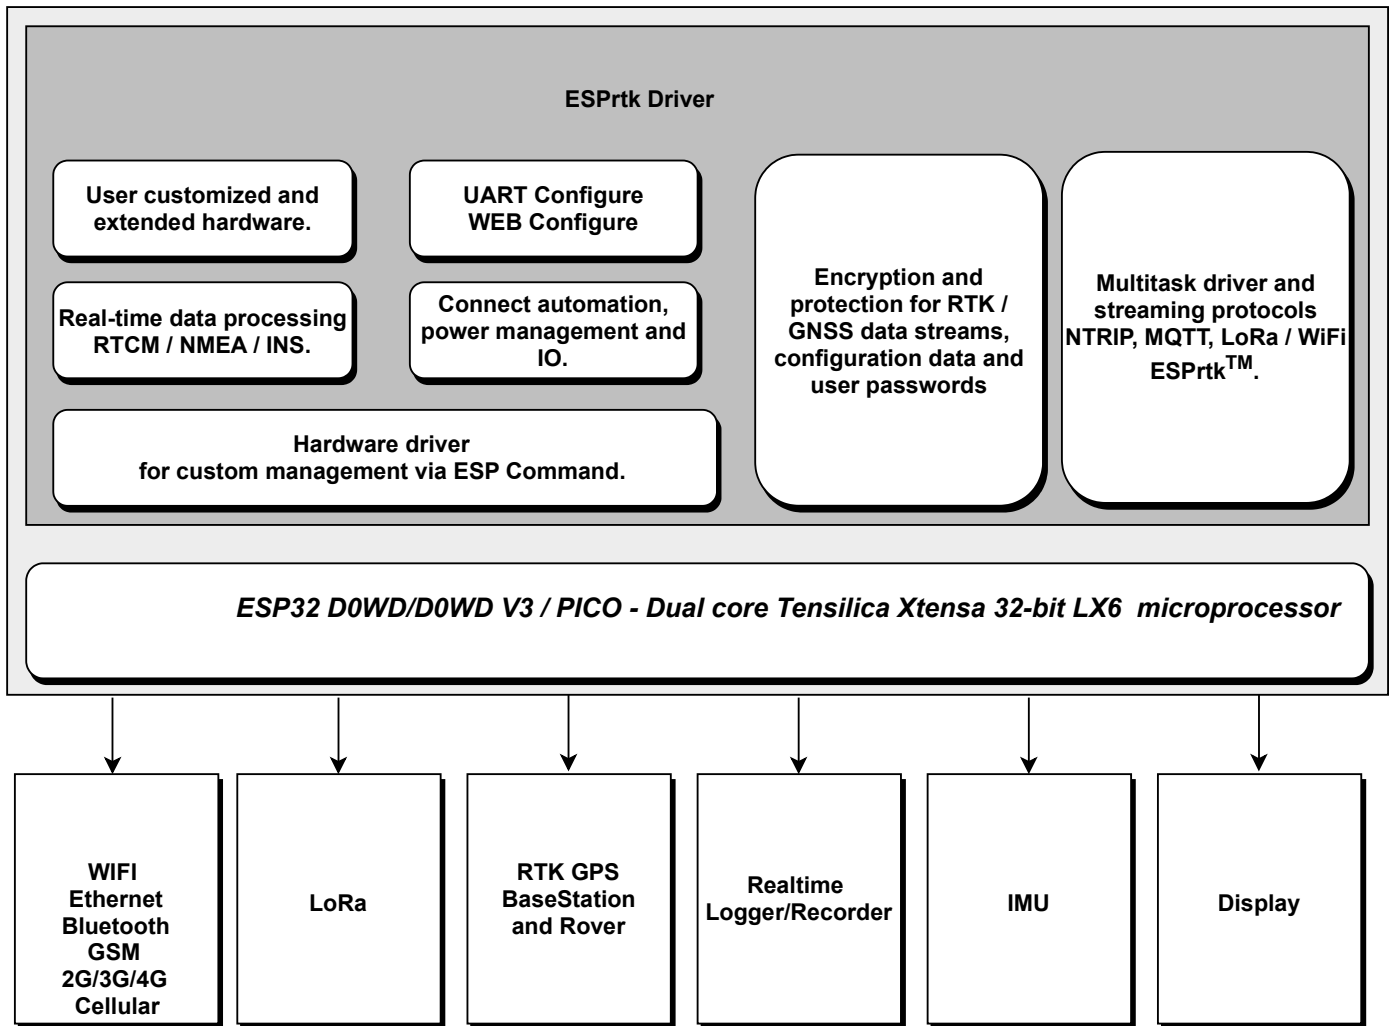 ESPrtk Driver
User customized and
extended hardware.
UART Configure
WEB Configure
Encryption and
protection for RTK /
GNSS data streams,
configuration data and
user passwords
Multitask driver and
streaming protocols
NTRIP, MQTT, LoRa / WiFi
ESPrtk™.
Real-time data processing
RTCM / NMEA / INS.
Connect automation,
power management and
IO.
Hardware driver
for custom management via ESP Command.
ESP32 D0WD/D0WD V3 / PICO - Dual core Tensilica Xtensa 32-bit LX6 microprocessor
WIFI
Ethernet
Bluetooth
GSM
2G/3G/4G
Cellular
LoRa
RTK GPS
BaseStation
and Rover
Realtime
Logger/Recorder
IMU
Display